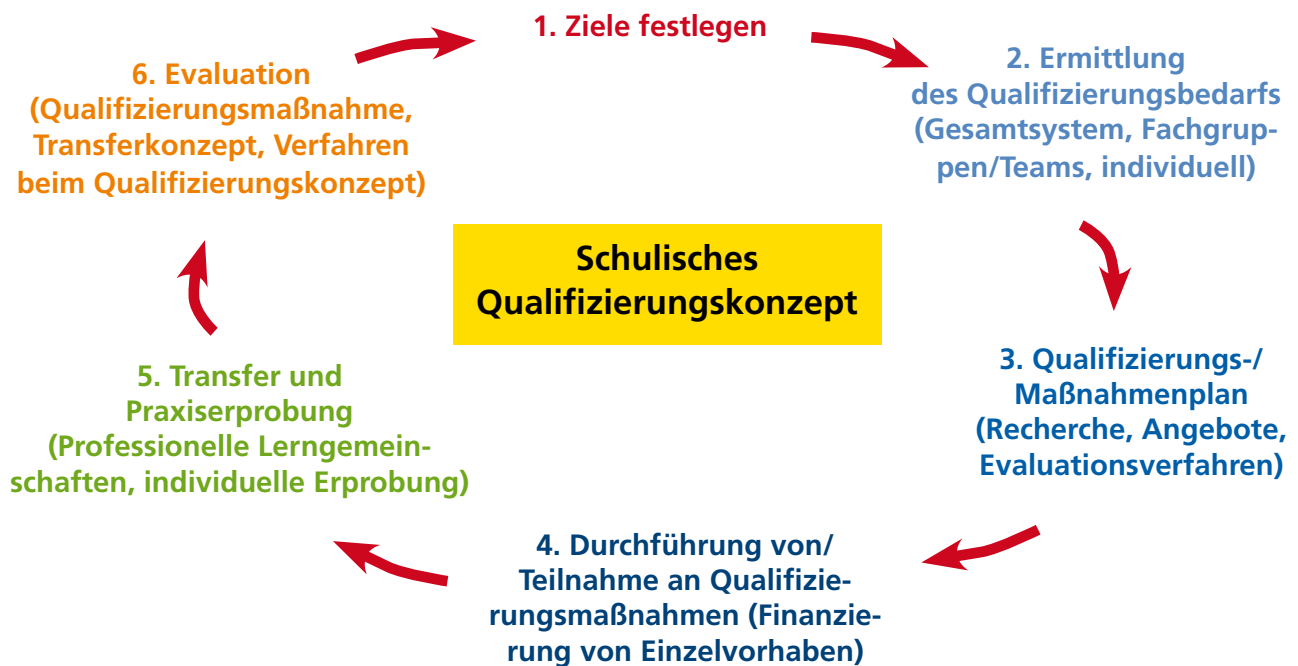 1. Ziele festlegen
2. Ermittlung
des Qualifizierungsbedarfs
(Gesamtsystem, Fachgrup-
pen/Teams, individuell)
3. Qualifizierungs-/
Maßnahmenplan
(Recherche, Angebote,
Evaluationsverfahren)
4. Durchführung von/
Teilnahme an Qualifizie-
rungsmaßnahmen (Finanzie-
rung von Einzelvorhaben)
5. Transfer und
Praxiserprobung
(Professionelle Lerngemein-
schaften, individuelle Erprobung)
6. Evaluation
(Qualifizierungsmaßnahme,
Transferkonzept, Verfahren
beim Qualifizierungskonzept)
Schulisches
Qualifizierungskonzept